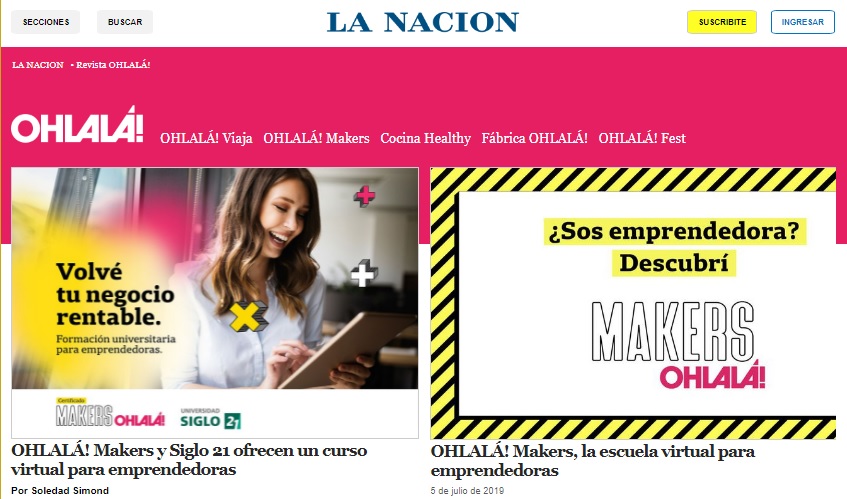 SECCIONES
BUSCAR
LA NACION
SUSCRIBITE
INGRESAR
LA NACION • Revista OHLALÁ!
OHLALÁ!
OHLALÁ! Viaja OHLALÁ! Makers Cocina Healthy Fábrica OHLALÁ! OHLALÁ! Fest
Volvé
tu negocio
rentable.
Formación universitaria
para emprendedoras.
Certificado
MAKERS OHLALÁ!
UNIVERSIDAD
SIGLO 21
OHLALÁ! Makers y Siglo 21 ofrecen un curso
virtual para emprendedoras
Por Soledad Simond
¿Sos emprendedora?
Descubrí
MAKERS
OHLALÁ!
OHLALÁ! Makers, la escuela virtual para
emprendedoras
5 de julio de 2019